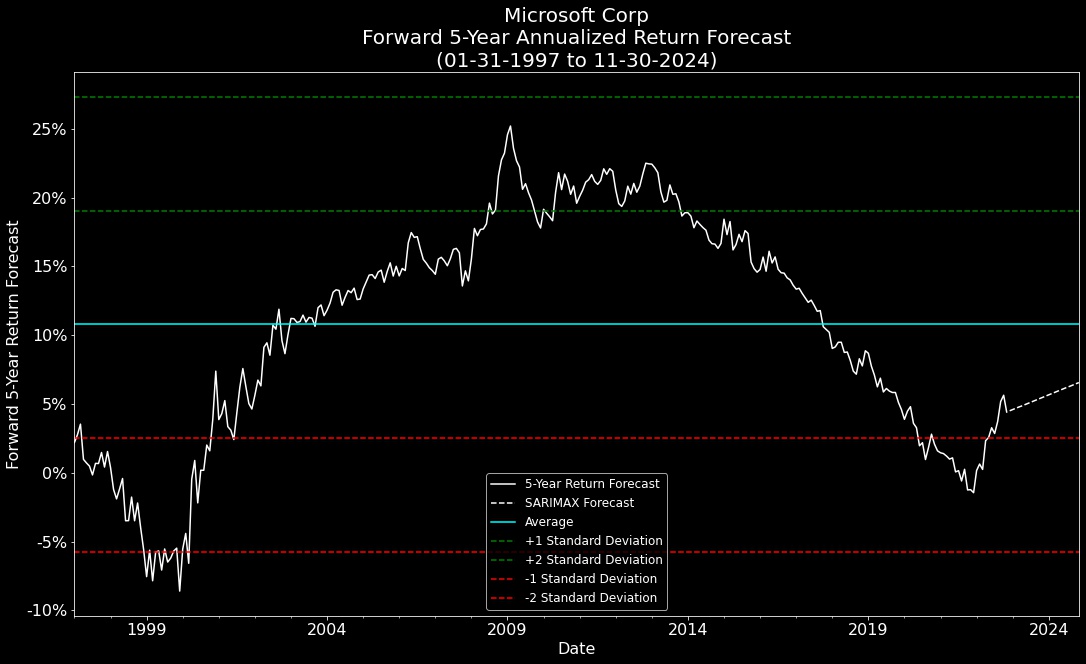 Microsoft Corp
Forward 5-Year Annualized Return Forecast
(01-31-1997 to 11-30-2024)
Forward 5-Year Return Forecast
25%
20%
15%
10%
5%
0%
-5%
-10%
5-Year Return Forecast
SARIMAX Forecast
Average
+1 Standard Deviation
+2 Standard Deviation
-1 Standard Deviation
-2 Standard Deviation
1999
2004
2009
2014
2019
2024
Date